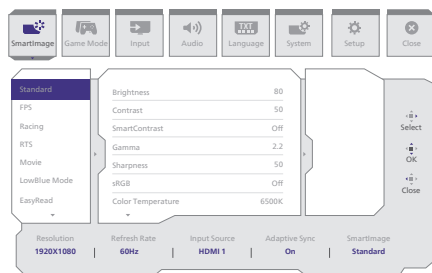 SmartImage
Game Mode
Input
Audio
TXT
Language
System
Setup
Close
Standard
FPS
Racing
RTS
Movie
LowBlue Mode
EasyRead
Brightness 80
Contrast 50
SmartContrast Off
Gamma 2.2
Sharpness 50
sRGB Off
Color Temperature 6500K
Select
OK
Close
Resolution Refresh Rate Input Source Adaptive Sync SmartImage
1920X1080 | 60Hz | HDMI 1 | On | Standard